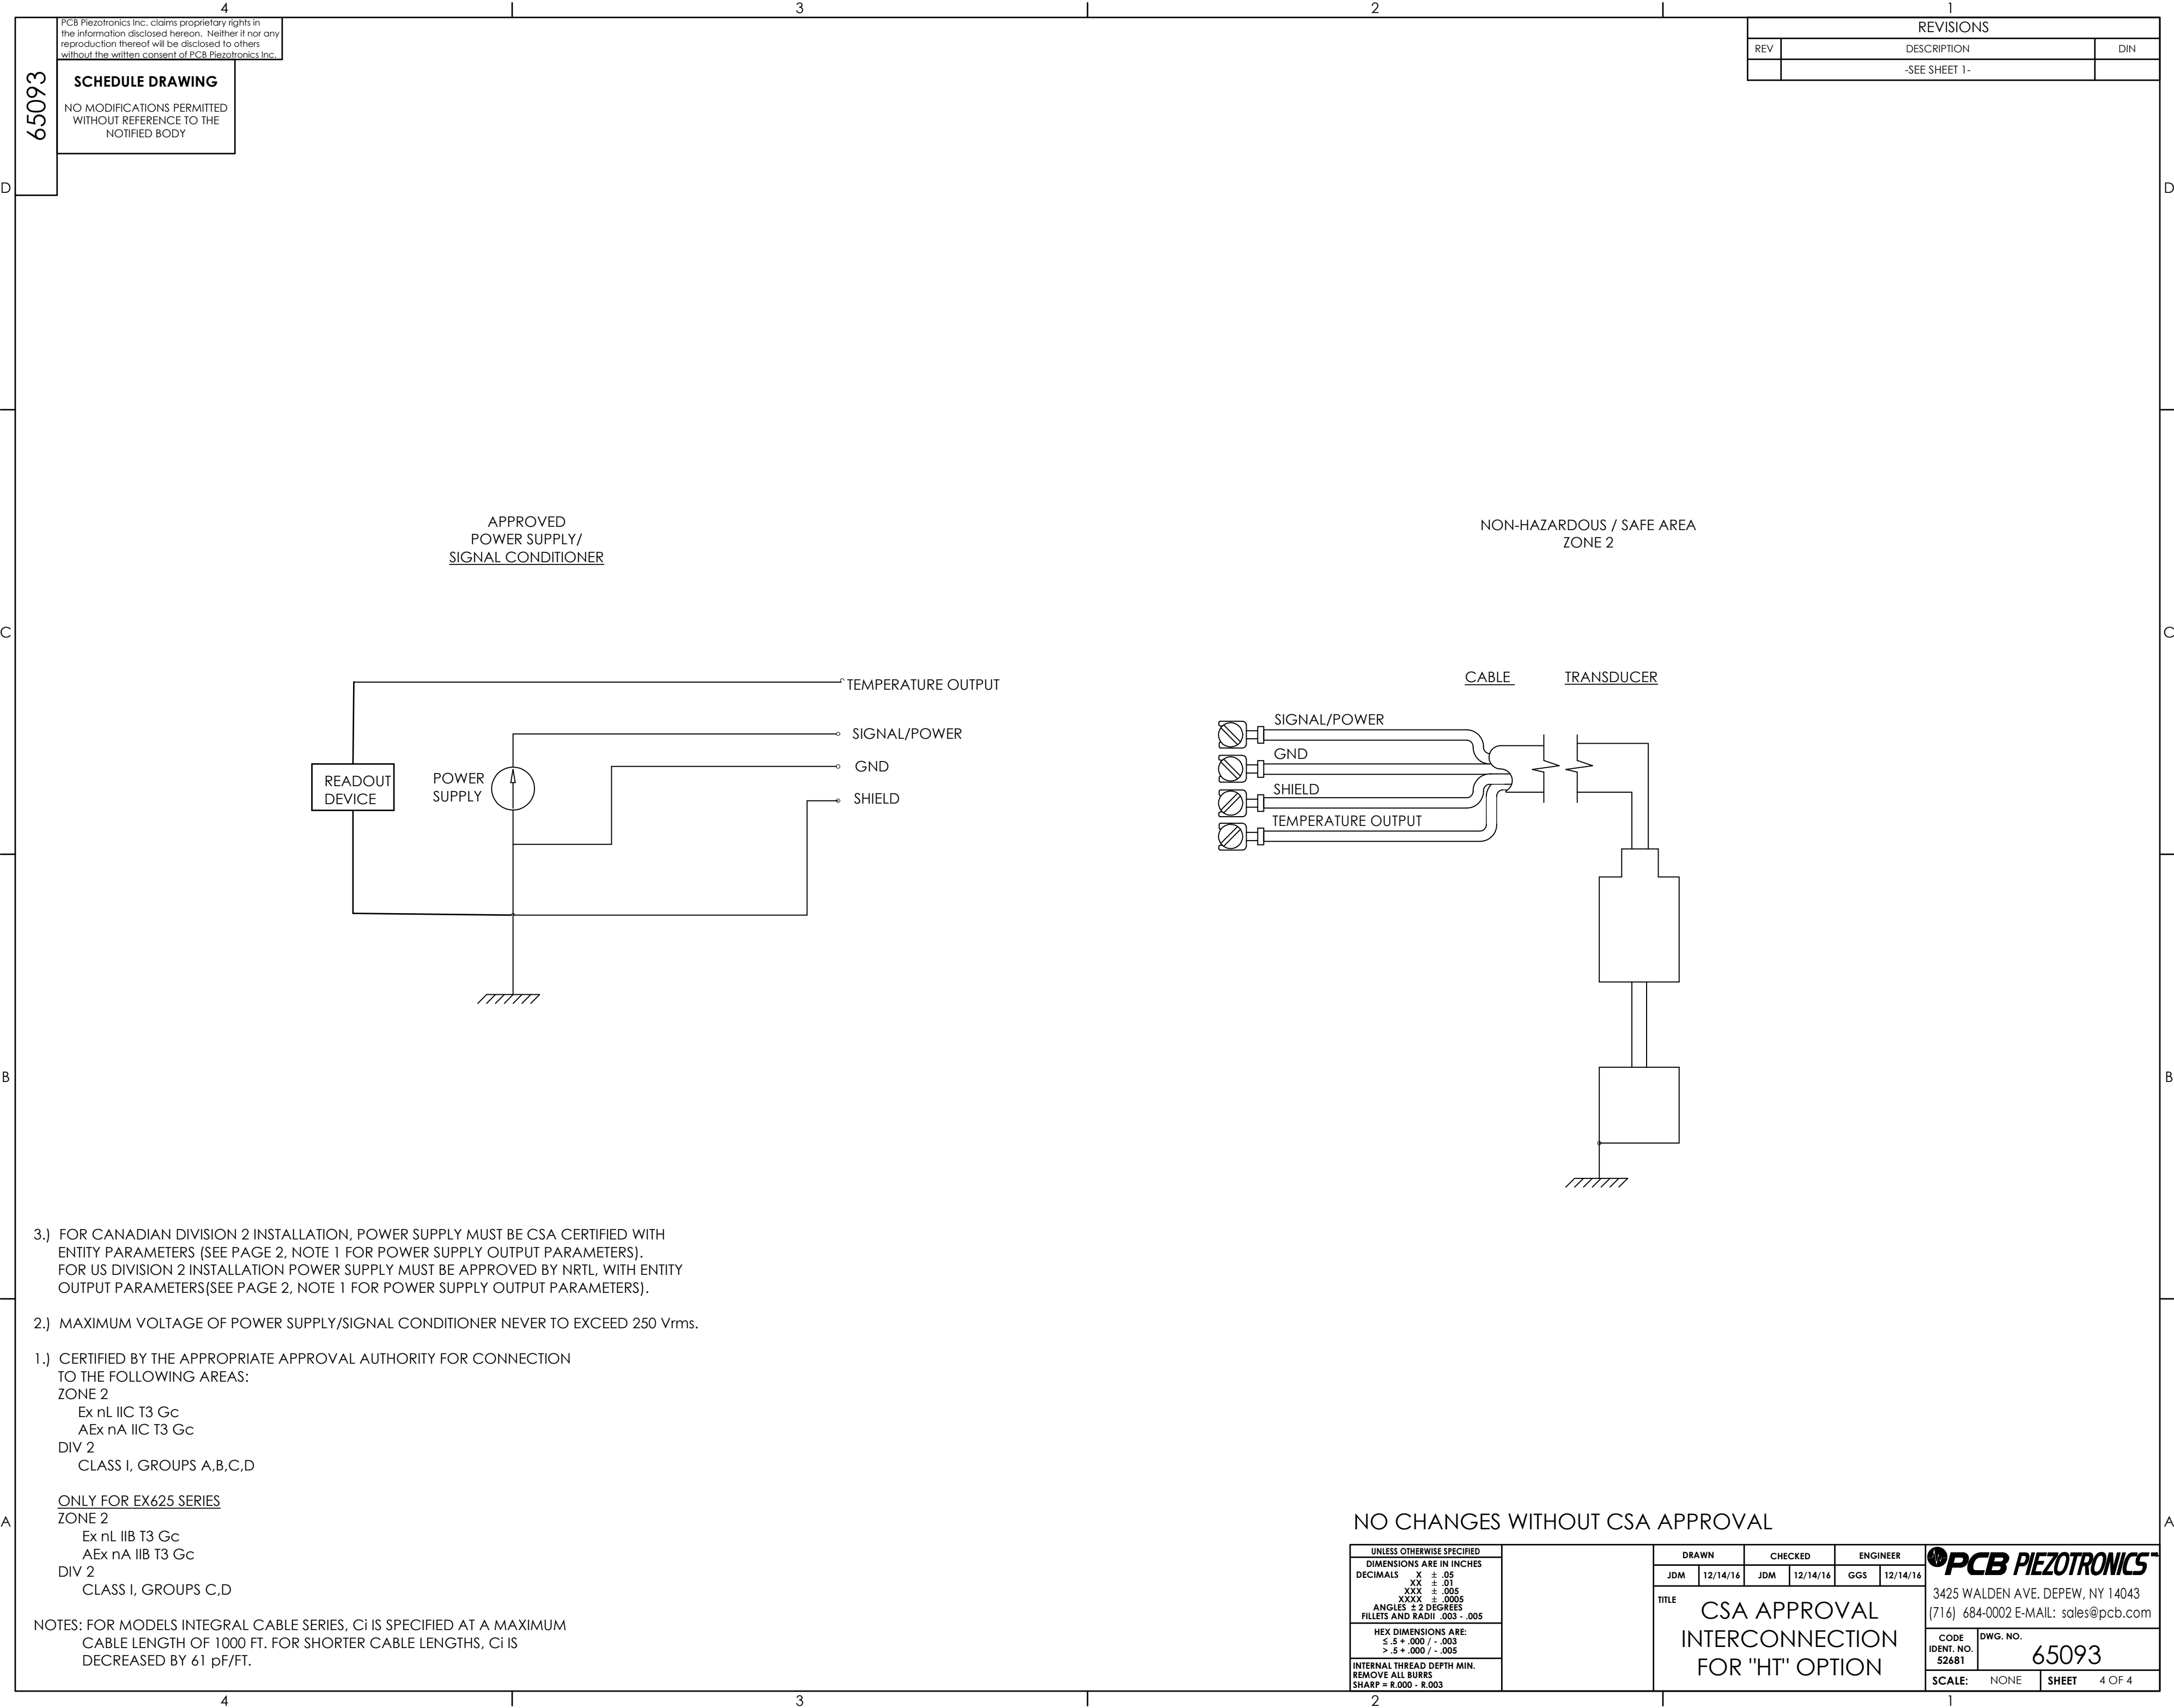 4
3
2
1
PCB Piezotronics Inc. claims proprietary rights in
the information disclosed hereon. Neither it nor any
reproduction thereof will be disclosed to others
without the written consent of PCB Piezotronics Inc.
65093
SCHEDULE DRAWING
NO MODIFICATIONS PERMITTED
WITHOUT REFERENCE TO THE
NOTIFIED BODY
REVISIONS
REV DESCRIPTION DIN
-SEE SHEET 1-
D
D
APPROVED
POWER SUPPLY/
SIGNAL CONDITIONER
NON-HAZARDOUS / SAFE AREA
ZONE 2
C
C
TEMPERATURE OUTPUT
SIGNAL/POWER
GND
SHIELD
READOUT
DEVICE
POWER
SUPPLY
CABLE TRANSDUCER
SIGNAL/POWER
GND
SHIELD
TEMPERATURE OUTPUT
B
B
3.) FOR CANADIAN DIVISION 2 INSTALLATION, POWER SUPPLY MUST BE CSA CERTIFIED WITH
ENTITY PARAMETERS (SEE PAGE 2, NOTE 1 FOR POWER SUPPLY OUTPUT PARAMETERS).
FOR US DIVISION 2 INSTALLATION POWER SUPPLY MUST BE APPROVED BY NRTL, WITH ENTITY
OUTPUT PARAMETERS(SEE PAGE 2, NOTE 1 FOR POWER SUPPLY OUTPUT PARAMETERS).
2.) MAXIMUM VOLTAGE OF POWER SUPPLY/SIGNAL CONDITIONER NEVER TO EXCEED 250 Vrms.
1.) CERTIFIED BY THE APPROPRIATE APPROVAL AUTHORITY FOR CONNECTION
TO THE FOLLOWING AREAS:
ZONE 2
Ex nL IIC T3 Gc
AEx nA IIC T3 Gc
DIV 2
CLASS I, GROUPS A,B,C,D
ONLY FOR EX625 SERIES
ZONE 2
Ex nL IIB T3 Gc
AEx nA IIB T3 Gc
DIV 2
CLASS I, GROUPS C,D
NOTES: FOR MODELS INTEGRAL CABLE SERIES, Ci IS SPECIFIED AT A MAXIMUM
CABLE LENGTH OF 1000 FT. FOR SHORTER CABLE LENGTHS, Ci IS
DECREASED BY 61 pF/FT.
A
A
NO CHANGES WITHOUT CSA APPROVAL
UNLESS OTHERWISE SPECIFIED
DIMENSIONS ARE IN INCHES
DECIMALS X ± .05
XX ± .01
XXX ± .005
XXXX ± .0005
ANGLES ± 2 DEGREES
FILLETS AND RADII .003 - .005
HEX DIMENSIONS ARE:
≤ .5 + .000 / - .003
> .5 + .000 / - .005
INTERNAL THREAD DEPTH MIN.
REMOVE ALL BURRS
SHARP = R.000 - R.003
DRAWN CHECKED ENGINEER
JDM 12/14/16 JDM 12/14/16 GGS 12/14/16
TITLE
CSA APPROVAL
INTERCONNECTION
FOR "HT" OPTION
PCB PIEZOTRONICS
3425 WALDEN AVE. DEPEW, NY 14043
(716) 684-0002 E-MAIL: sales@pcb.com
CODE
IDENT. NO.
52681
DWG. NO.
65093
SCALE: NONE SHEET 4 OF 4
4
3
2
1